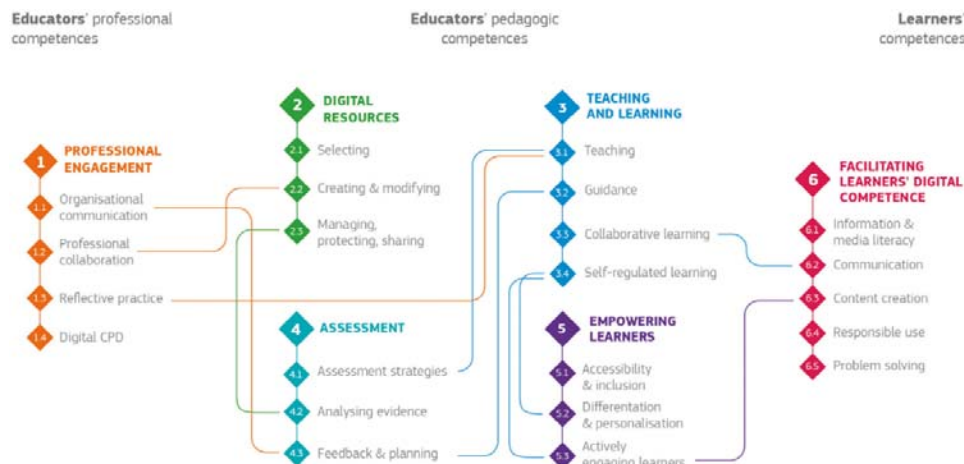 Educators' professional
competences
Educators' pedagogic
competences
Learners'
competences
1
PROFESSIONAL
ENGAGEMENT
1.1
Organisational
communication
1.2
Professional
collaboration
1.3
Reflective practice
1.4
Digital CPD
2
DIGITAL
RESOURCES
2.1
Selecting
2.2
Creating & modifying
2.3
Managing,
protecting, sharing
3
TEACHING
AND LEARNING
3.1
Teaching
3.2
Guidance
3.3
Collaborative learning
3.4
Self-regulated learning
4
ASSESSMENT
4.1
Assessment strategies
4.2
Analysing evidence
4.3
Feedback & planning
5
EMPOWERING
LEARNERS
5.1
Accessibility
& inclusion
5.2
Differentation
& personalisation
5.3
Actively
engaging learners
6
FACILITATING
LEARNERS' DIGITAL
COMPETENCE
6.1
Information &
media literacy
6.2
Communication
6.3
Content creation
6.4
Responsible use
6.5
Problem solving